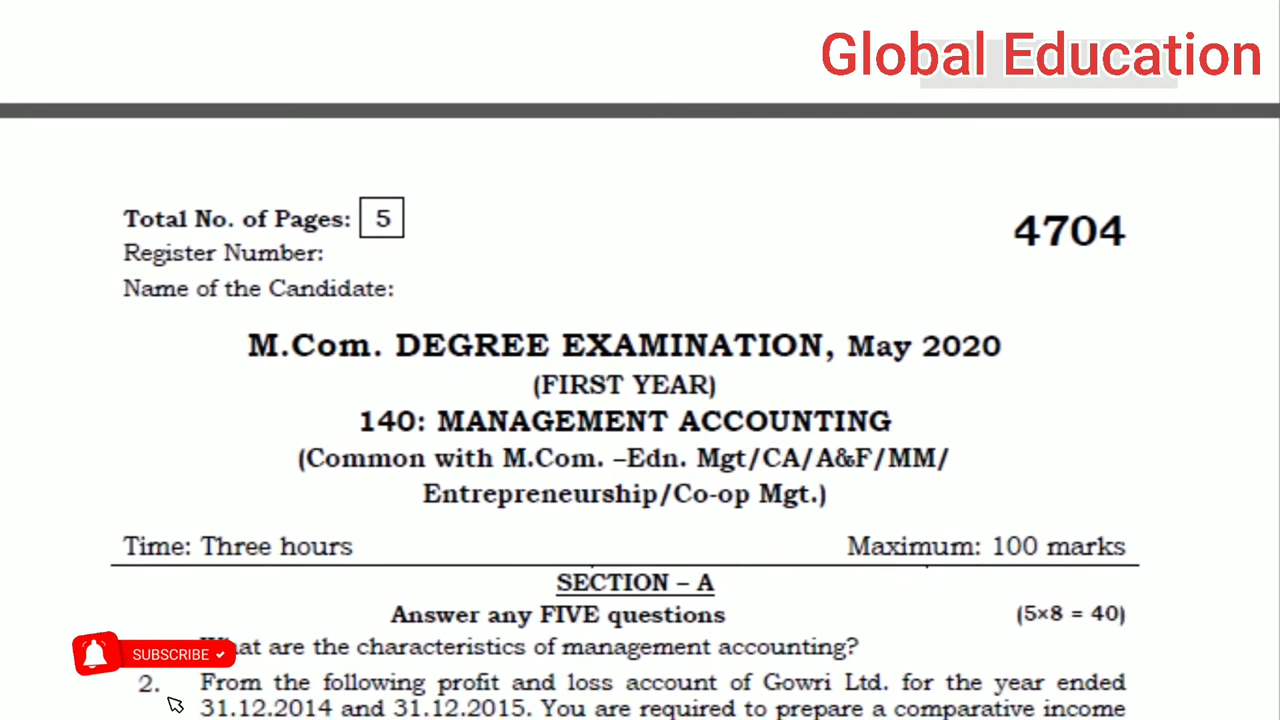 Global Education
Total No. of Pages: 5
4704
Register Number:
Name of the Candidate:
M.Com. DEGREE EXAMINATION, May 2020
(FIRST YEAR)
140: MANAGEMENT ACCOUNTING
(Common with M.Com. –Edn. Mgt/CA/A&F/MM/
Entrepreneurship/Co-op Mgt.)
Time: Three hours Maximum: 100 marks
SECTION – A
Answer any FIVE questions (5×8 = 40)
are the characteristics of management accounting?
SUBSCRIBE ✓
2. From the following profit and loss account of Gowri Ltd. for the year ended
31.12.2014 and 31.12.2015. You are required to prepare a comparative income